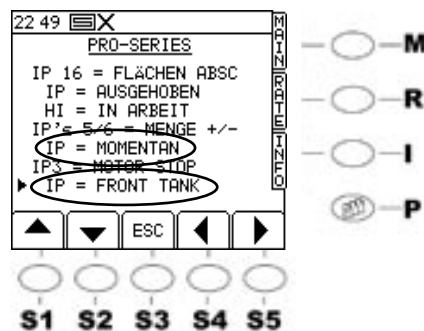 22 49
PRO-SERIES
IP 16 = FLÄCHEN ABSC
IP = AUSGEHOBEN
HI = IN ARBEIT
IP's 5/6 = MENGE +/-
IP = MOMENTAN
IP3 = MOTOR STOP
IP = FRONT TANK
MAIN
RATE
INFO
M
R
I
P
ESC
S1 S2 S3 S4 S5